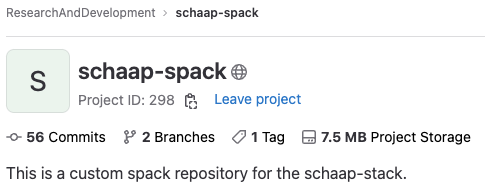 ResearchAndDevelopment > schaap-spack
S
schaap-spack
Project ID: 298 Leave project
56 Commits 2 Branches 1 Tag 7.5 MB Project Storage
This is a custom spack repository for the schaap-stack.